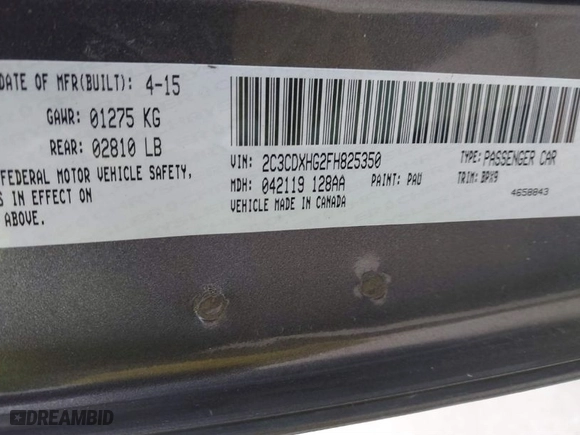 DATE OF MFR(BUILT): 4-15
GAWR: 01275 KG
REAR: 02810 LB
FEDERAL MOTOR VEHICLE SAFETY,
S IN EFFECT ON
ABOVE.
VIN: 2C3CDXHG2FH825350
TYPE: PASSENGER CAR
MDH: 042119 128AA
PAINT: PAU
TRIM: BPX9
VEHICLE MADE IN CANADA
4658843
DREAMBID